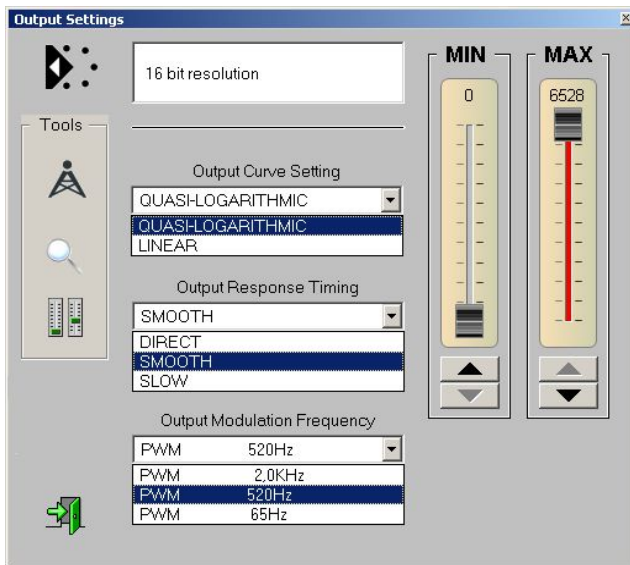 Output Settings
16 bit resolution
Tools
Output Curve Setting
QUASI-LOGARITHMIC
QUASI-LOGARITHMIC
LINEAR
Output Response Timing
SMOOTH
DIRECT
SMOOTH
SLOW
Output Modulation Frequency
PWM 520Hz
PWM 2,0KHz
PWM 520Hz
PWM 65Hz
MIN
0
MAX
6528